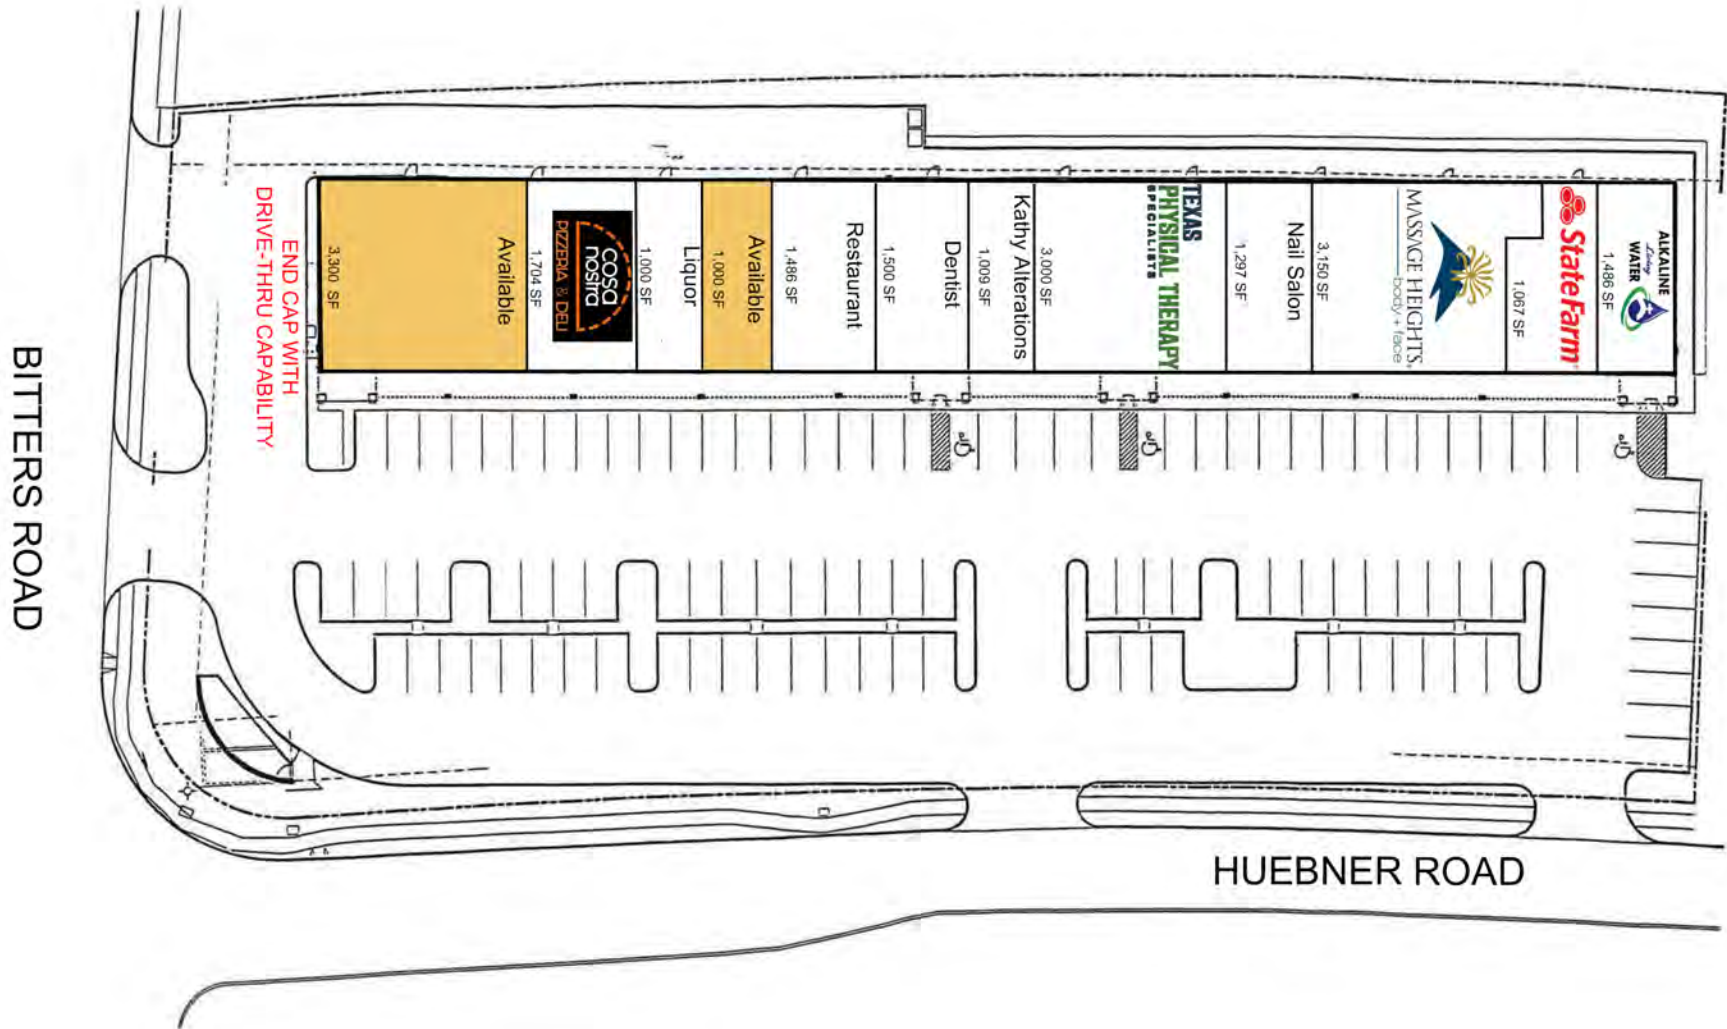 ALKALINE
Living
WATER
1,486 SF
StateFarm
1,067 SF
MASSAGE HEIGHTS.
body + face
3,150 SF
Nail Salon
1,297 SF
TEXAS
PHYSICAL THERAPY
SPECIALISTS
3,000 SF
Kathy Alterations
1,009 SF
Dentist
1,500 SF
Restaurant
1,486 SF
Available
1,000 SF
Liquor
1,000 SF
cosa
nostra
PIZZERIA & DELI
1,704 SF
Available
3,300 SF
END CAP WITH
DRIVE-THRU CAPABILITY
BITTERS ROAD
HUEBNER ROAD